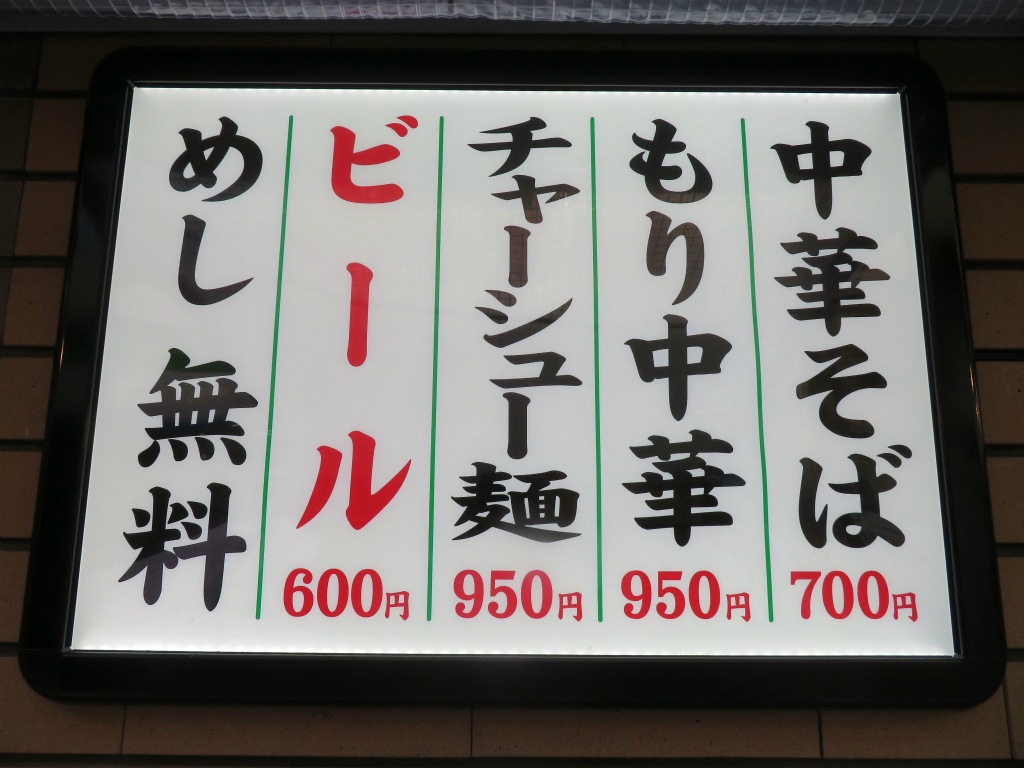 中華そば
700円
もり中華
950円
チャーシュー麺
950円
ビール
600円
めし無料